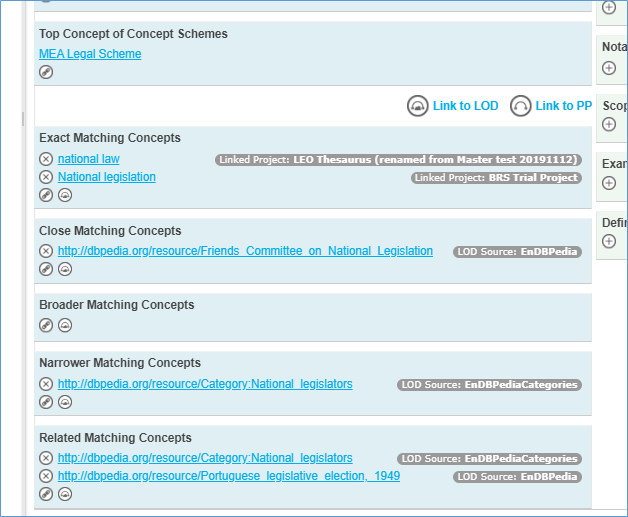 Top Concept of Concept Schemes
MEA Legal Scheme
Link to LOD Link to PP
Exact Matching Concepts
national law Linked Project: LEO Thesaurus (renamed from Master test 20191112)
National legislation Linked Project: BRS Trial Project
Close Matching Concepts
http://dbpedia.org/resource/Friends_Committee_on_National_Legislation LOD Source: EnDBPedia
Broader Matching Concepts
Narrower Matching Concepts
http://dbpedia.org/resource/Category:National_legislators LOD Source: EnDBPediaCategories
Related Matching Concepts
http://dbpedia.org/resource/Category:National_legislators LOD Source: EnDBPediaCategories
http://dbpedia.org/resource/Portuguese_legislative_election,_1949 LOD Source: EnDBPedia
Nota
Scop
Exar
Defir